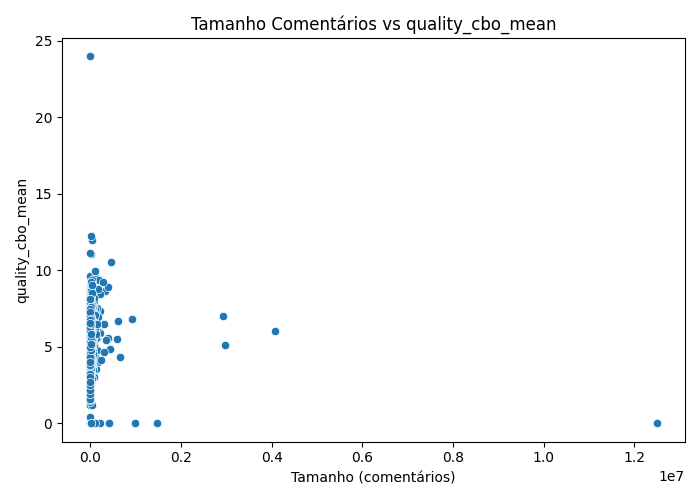 Tamanho Comentários vs quality_cbo_mean
25
20
15
10
5
0
quality_cbo_mean
0.0 0.2 0.4 0.6 0.8 1.0 1.2
1e7
Tamanho (comentários)